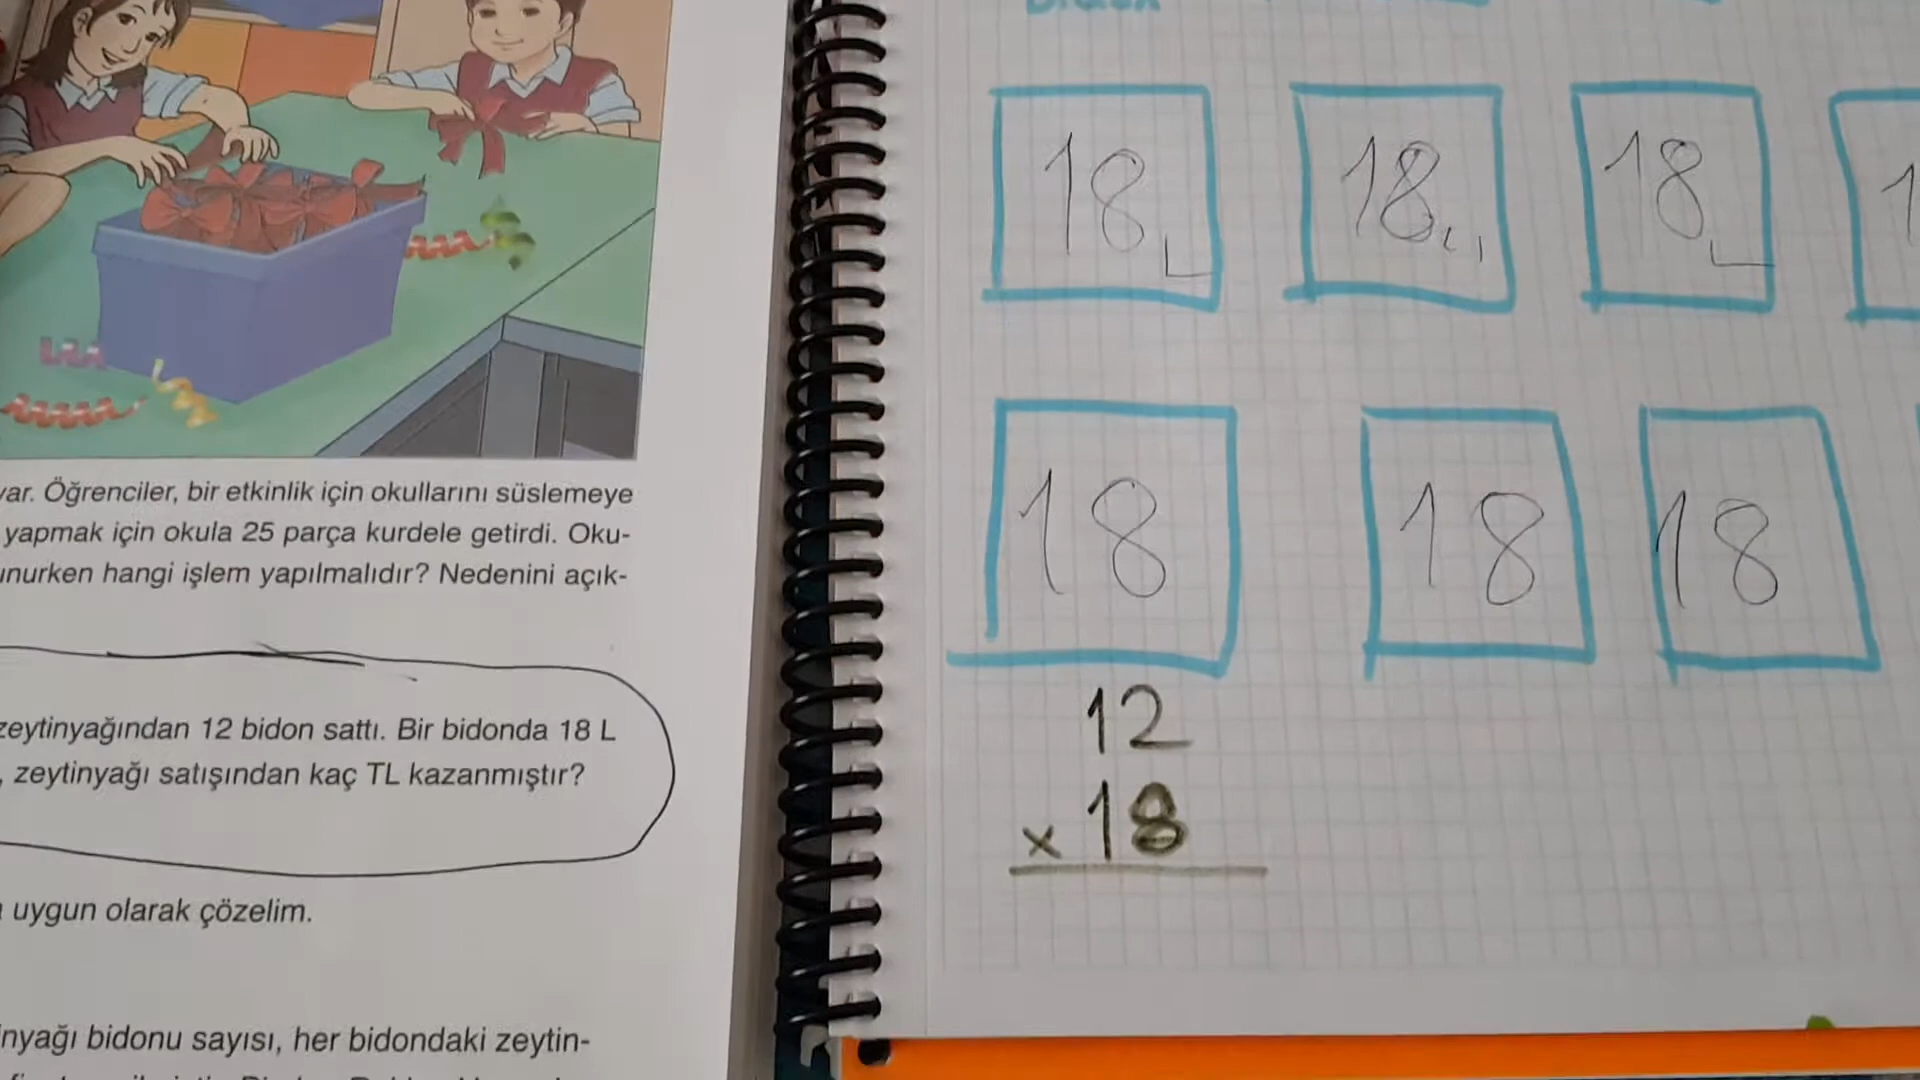 var. Öğrenciler, bir etkinlik için okullarını süslemeye
yapmak için okula 25 parça kurdele getirdi. Oku-
hangi işlem yapılmalıdır? Nedenini açık-
zeytinyağından 12 bidon sattı. Bir bidonda 18 L
, zeytinyağı satışından kaç TL kazanmıştır?
uygun olarak çözelim.
bidonu sayısı, her bidondaki zeytin-
18 L
18 L
18 L
1
18
18
18
12
x 18